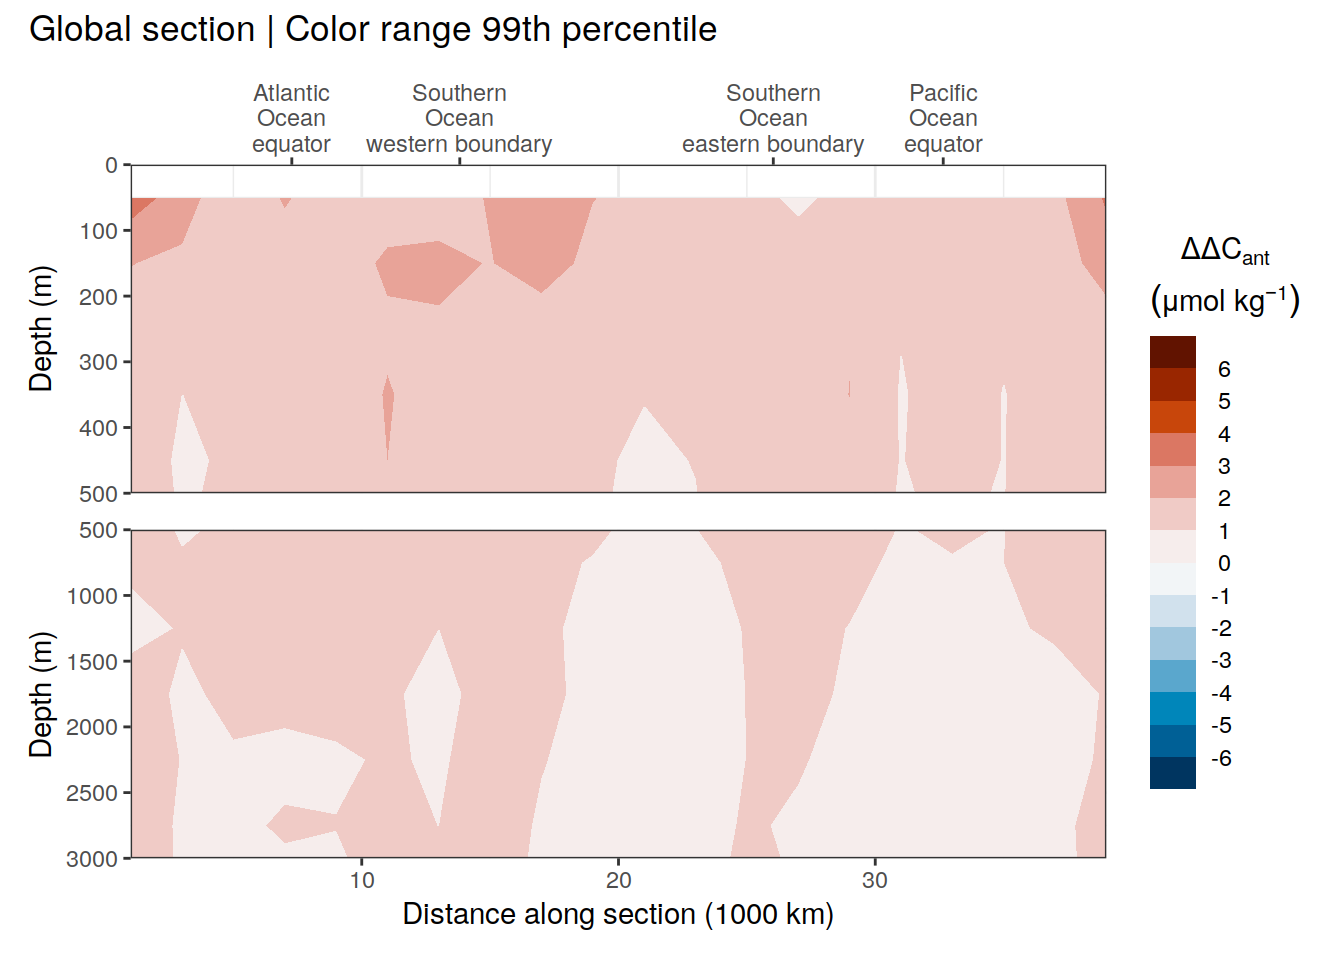 Global section | Color range 99th percentile
Atlantic
Ocean
equator
Southern
Ocean
western boundary
Southern
Ocean
eastern boundary
Pacific
Ocean
equator
0
100
200
300
400
500
Depth (m)
500
1000
1500
2000
2500
3000
Depth (m)
10
20
30
Distance along section (1000 km)
ΔΔCant
(μmol kg−1)
6
5
4
3
2
1
0
-1
-2
-3
-4
-5
-6